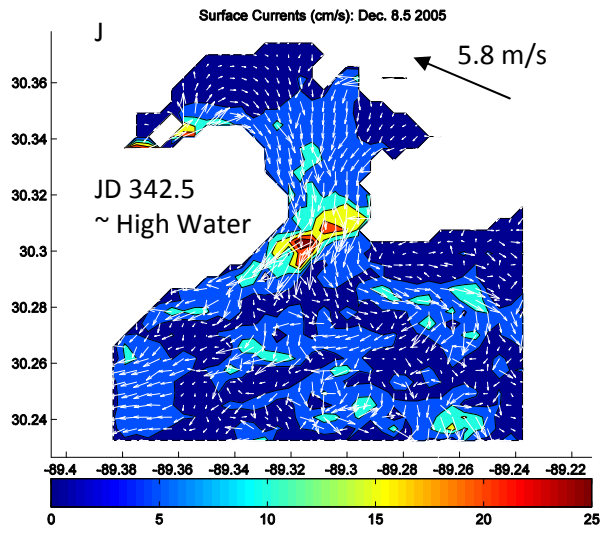 Surface Currents (cm/s): Dec. 8.5 2005
J
5.8 m/s
30.36
30.34
JD 342.5
~ High Water
30.32
30.3
30.28
30.26
30.24
-89.4 -89.38 -89.36 -89.34 -89.32 -89.3 -89.28 -89.26 -89.24 -89.22
0 5 10 15 20 25